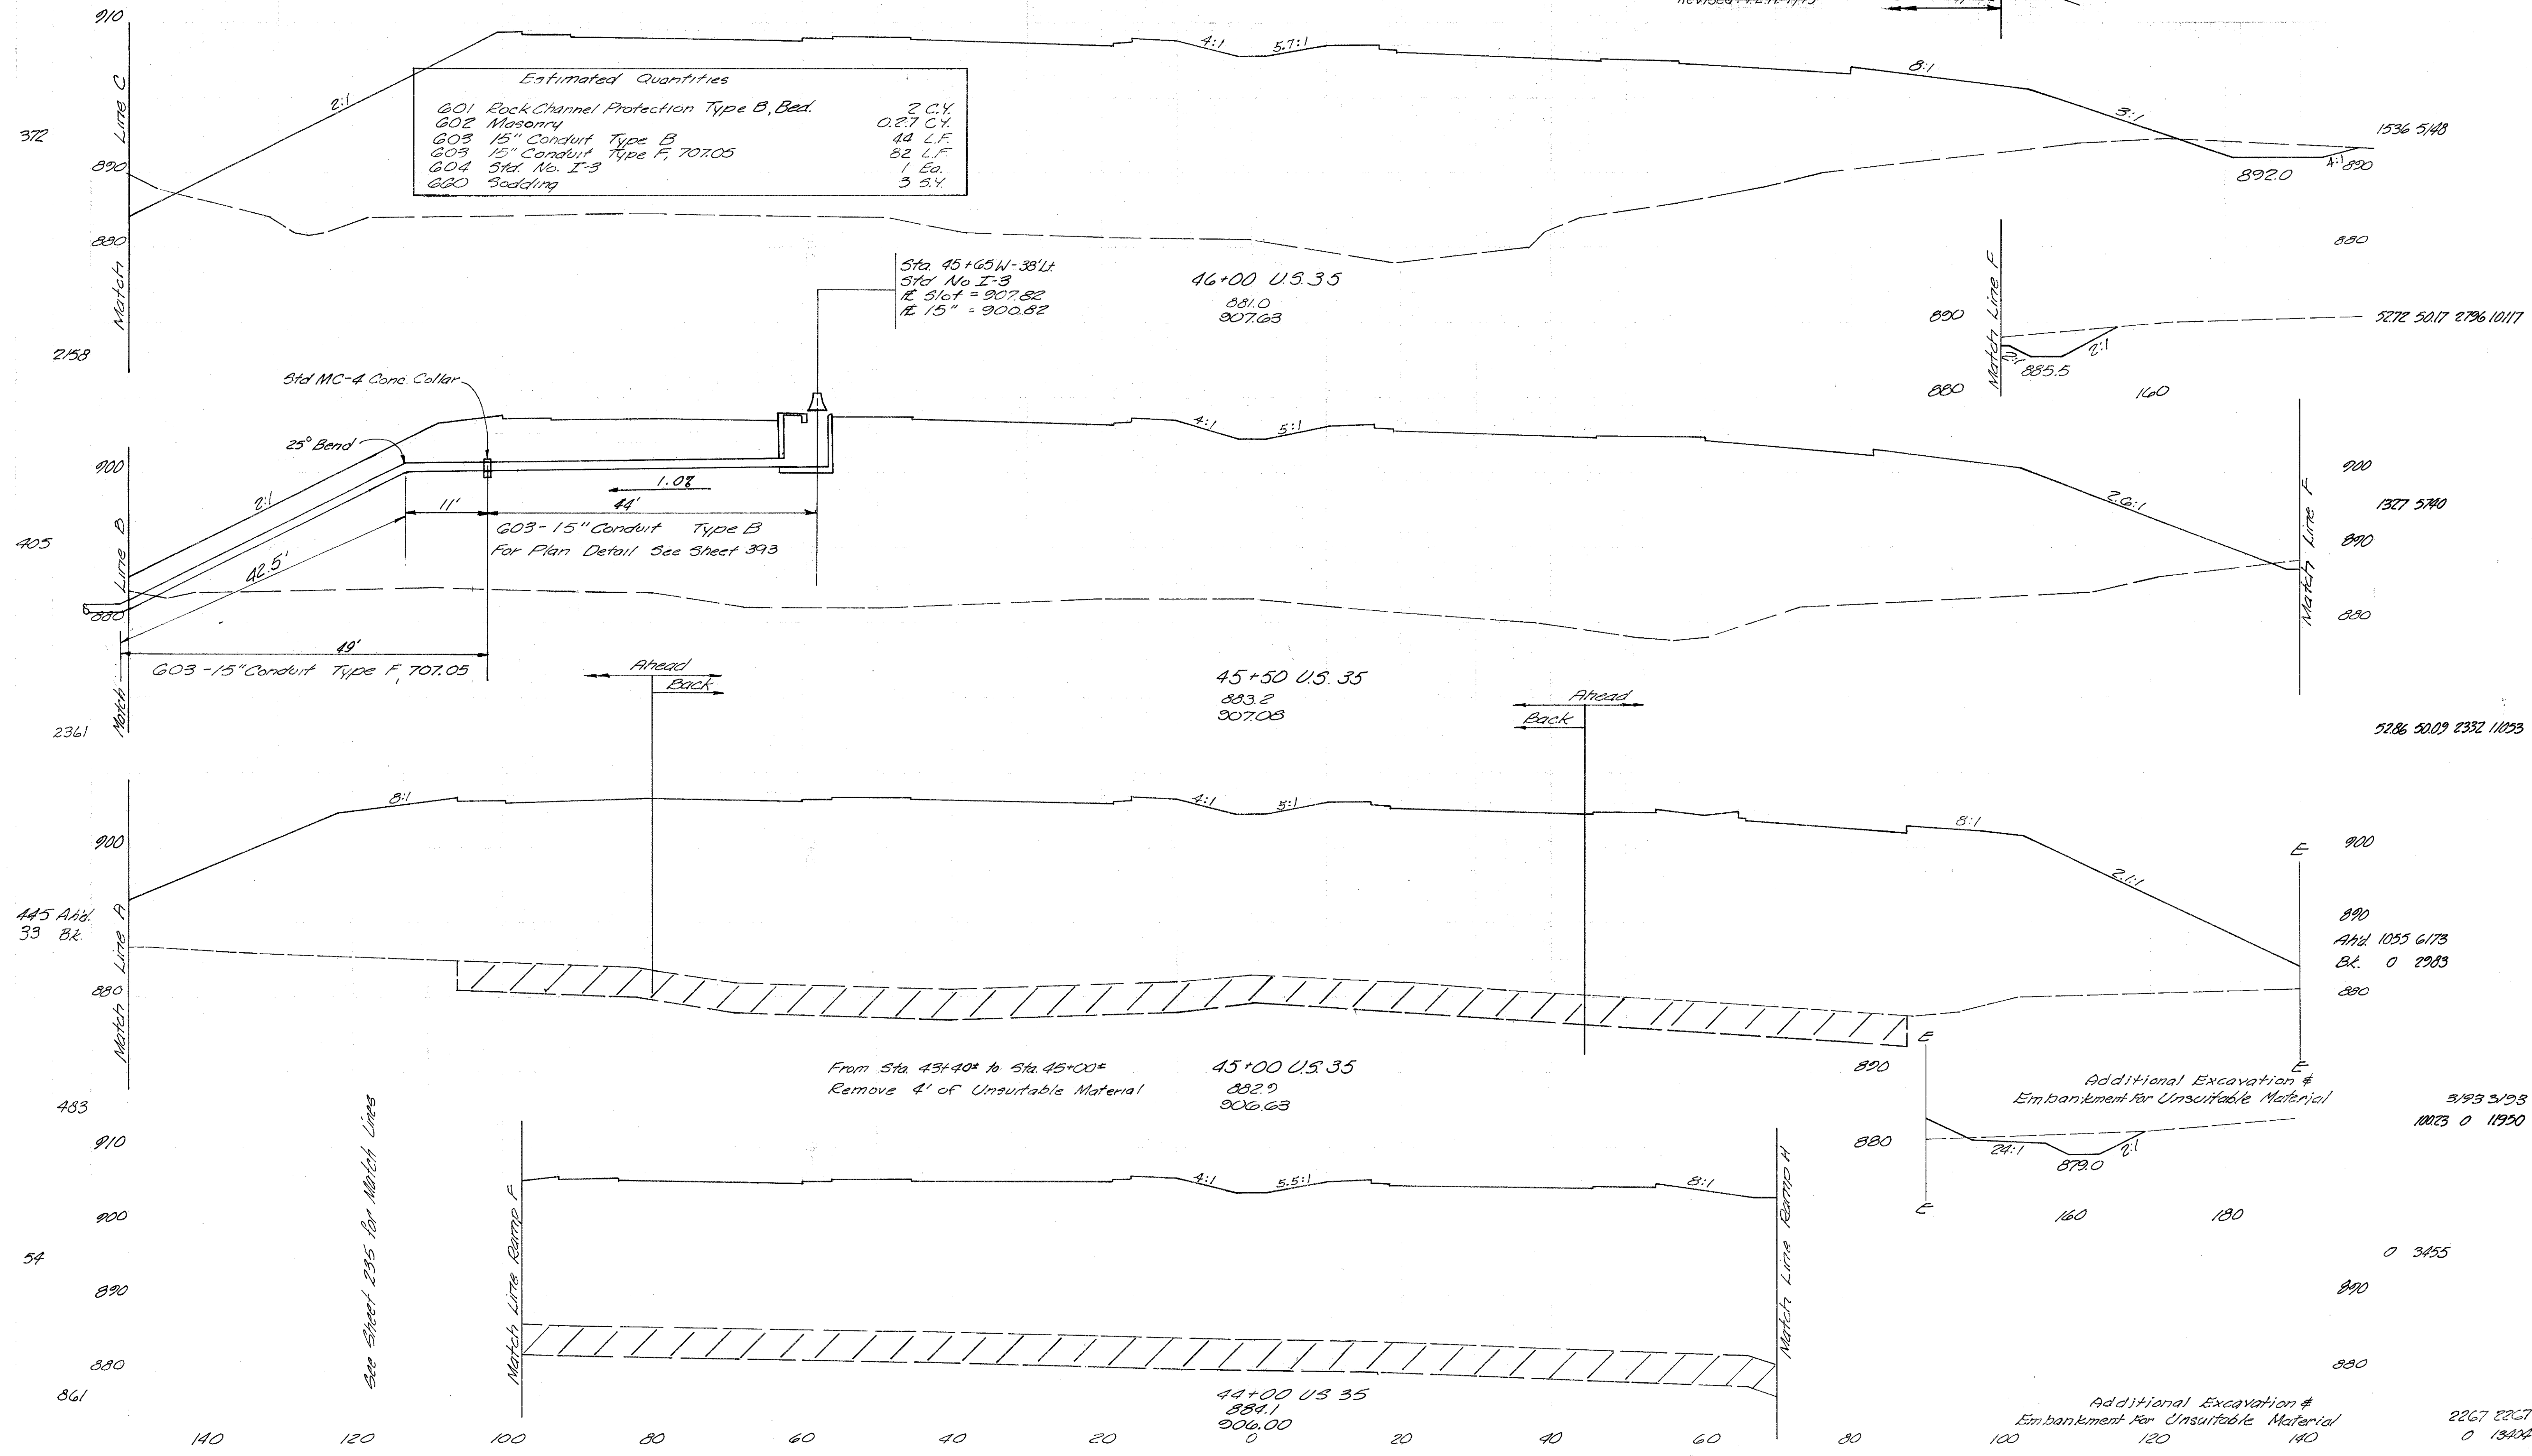 910
4:1
5.7:1
8:1
2:1
3:1
4:1
Match Line C
Estimated Quantities
601 Rock Channel Protection Type B, Bed. 2 C.Y.
602 Masonry 0.27 C.Y.
603 15" Conduit Type B 44 L.F.
603 15" Conduit Type F, 707.05 82 L.F.
604 Std. No. I-3 1 Ea.
660 Sodding 3 S.Y.
372
1536 5148
890
890
892.0
880
880
Sta. 45+65 W-38' Lt.
Std No I-3
Slot = 907.82
15" = 900.82
46+00 U.S. 35
881.0
907.63
Match Line F
890
5272 50.17 2796 10117
2:1
885.5
880
160
2158
Std MC-4 Conc. Collar
25° Bend
4:1
5:1
900
900
2:1
1.08
11'
44'
603-15" Conduit Type B
For Plan Detail See Sheet 393
2.6:1
1327 5740
405
890
42.5'
Match Line B
Match Line F
880
880
49'
603-15" Conduit Type F, 707.05
Ahead
Back
45+50 U.S. 35
883.2
907.08
Ahead
Back
2361
5286 50.09 2332 11053
8:1
4:1
5:1
8:1
900
900
E
2.1:1
445 Ah'd.
33 Bk.
Match Line A
890
Ah'd. 1055 6173
Bk. 0 2983
880
880
E
From Sta. 43+40± to Sta. 45+00±
Remove 4' of Unsuitable Material
45+00 U.S. 35
882.9
906.63
890
E
Additional Excavation &
Embankment For Unsuitable Material
3193 3193
10023 0 11950
483
See Sheet 235 for Match Lines
910
880
24:1
879.0
2:1
Match Line Ramp F
4:1
5.5:1
8:1
Match Line Ramp H
900
E
160
180
54
0 3455
890
890
880
880
861
44+00 US 35
884.1
906.00
Additional Excavation &
Embankment For Unsuitable Material
2267 2267
0 13404
140
120
100
80
60
40
20
0
20
40
60
80
100
120
140